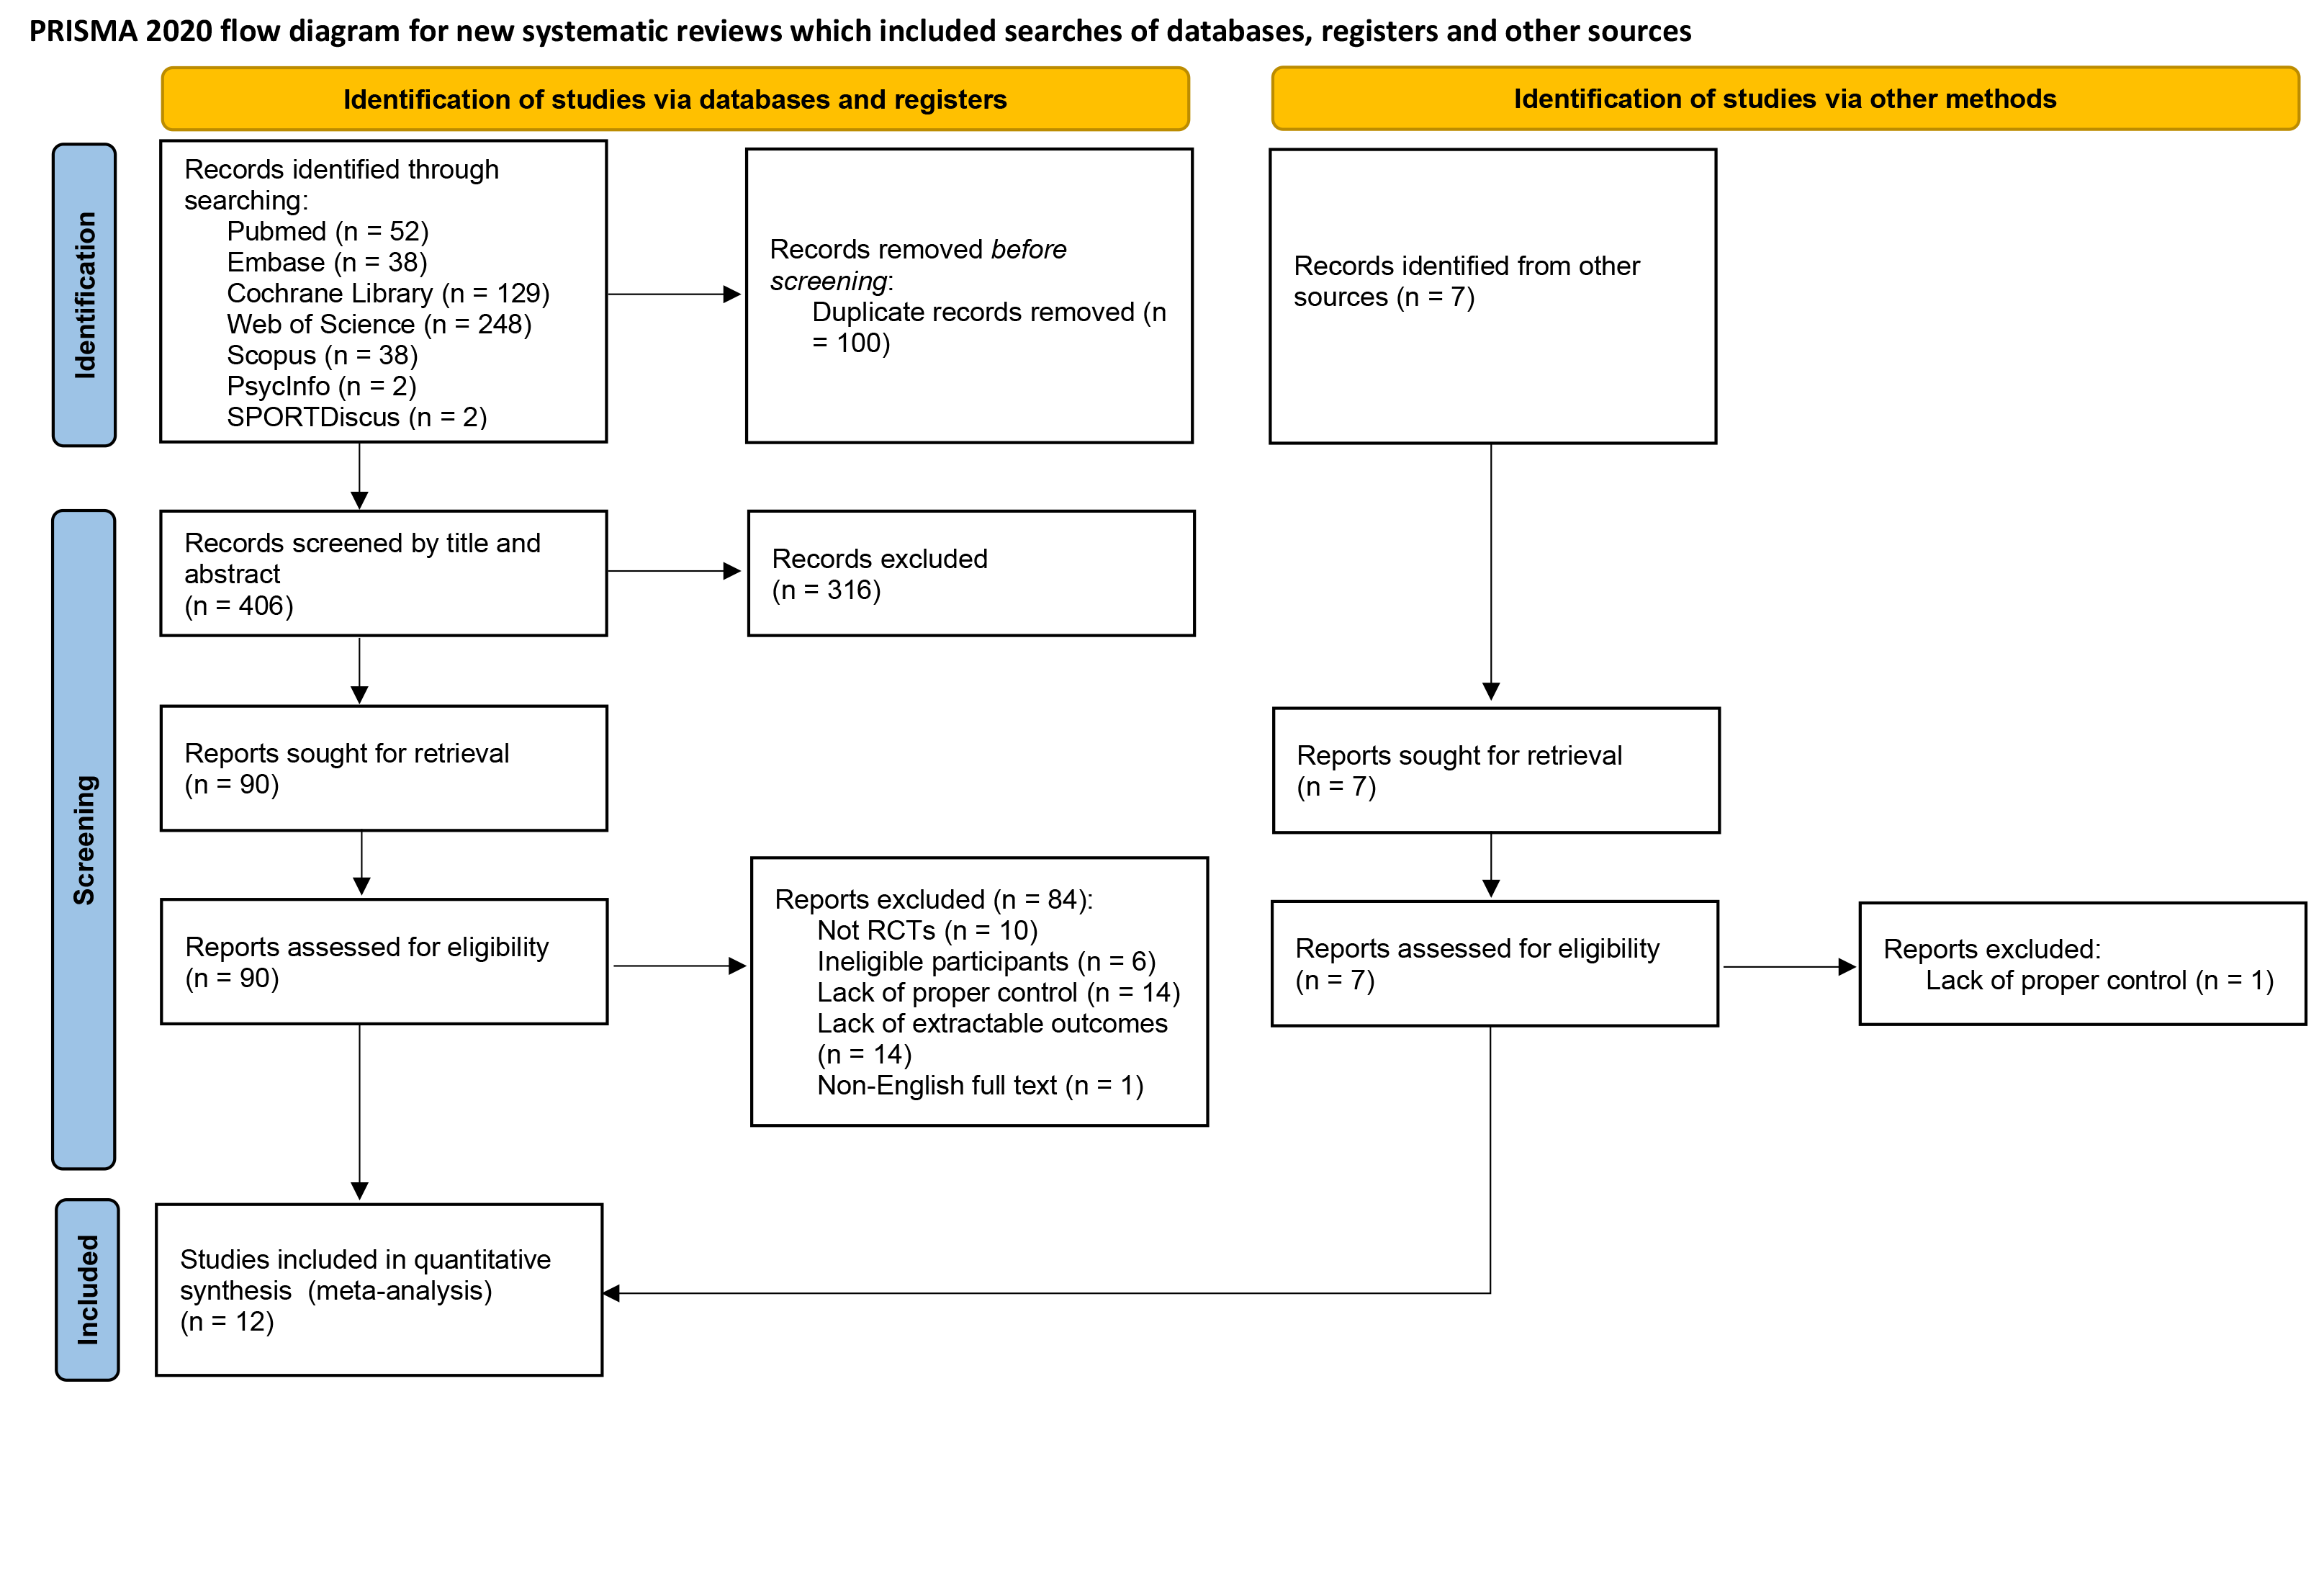 PRISMA 2020 flow diagram for new systematic reviews which included searches of databases, registers and other sources
Identification of studies via databases and registers
Identification of studies via other methods
Identification
Records identified through
searching:
Pubmed (n = 52)
Embase (n = 38)
Cochrane Library (n = 129)
Web of Science (n = 248)
Scopus (n = 38)
PsycInfo (n = 2)
SPORTDiscus (n = 2)
Records removed before
screening:
Duplicate records removed (n
= 100)
Records identified from other
sources (n = 7)
Screening
Records screened by title and
abstract
(n = 406)
Records excluded
(n = 316)
Reports sought for retrieval
(n = 90)
Reports sought for retrieval
(n = 7)
Reports assessed for eligibility
(n = 90)
Reports excluded (n = 84):
Not RCTs (n = 10)
Ineligible participants (n = 6)
Lack of proper control (n = 14)
Lack of extractable outcomes
(n = 14)
Non-English full text (n = 1)
Reports assessed for eligibility
(n = 7)
Reports excluded:
Lack of proper control (n = 1)
Included
Studies included in quantitative
synthesis  (meta-analysis)
(n = 12)